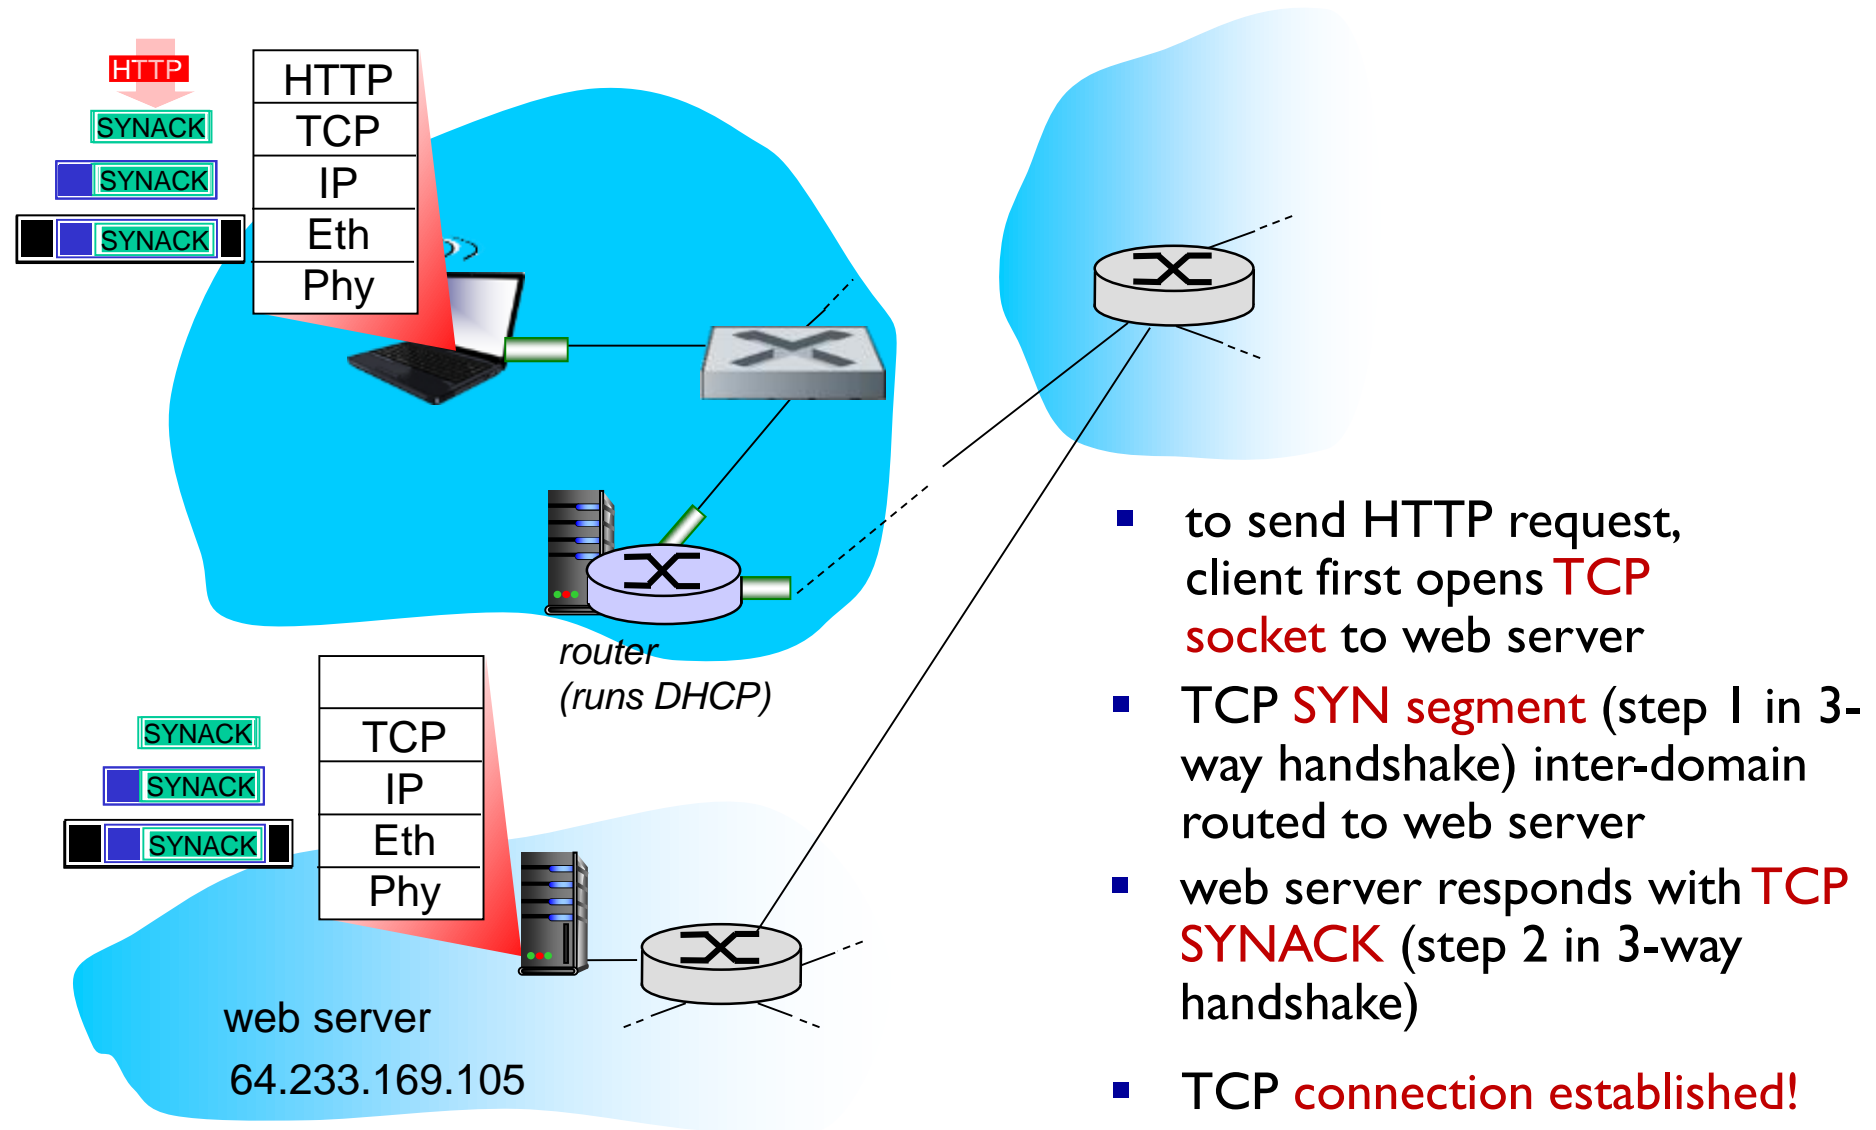 HTTP
SYNACK
SYNACK
SYNACK
HTTP
TCP
IP
Eth
Phy
router
(runs DHCP)
SYNACK
SYNACK
SYNACK
TCP
IP
Eth
Phy
web server
64.233.169.105
▪ to send HTTP request,
client first opens TCP
socket to web server
▪ TCP SYN segment (step 1 in 3-
way handshake) inter-domain
routed to web server
▪ web server responds with TCP
SYNACK (step 2 in 3-way
handshake)
▪ TCP connection established!